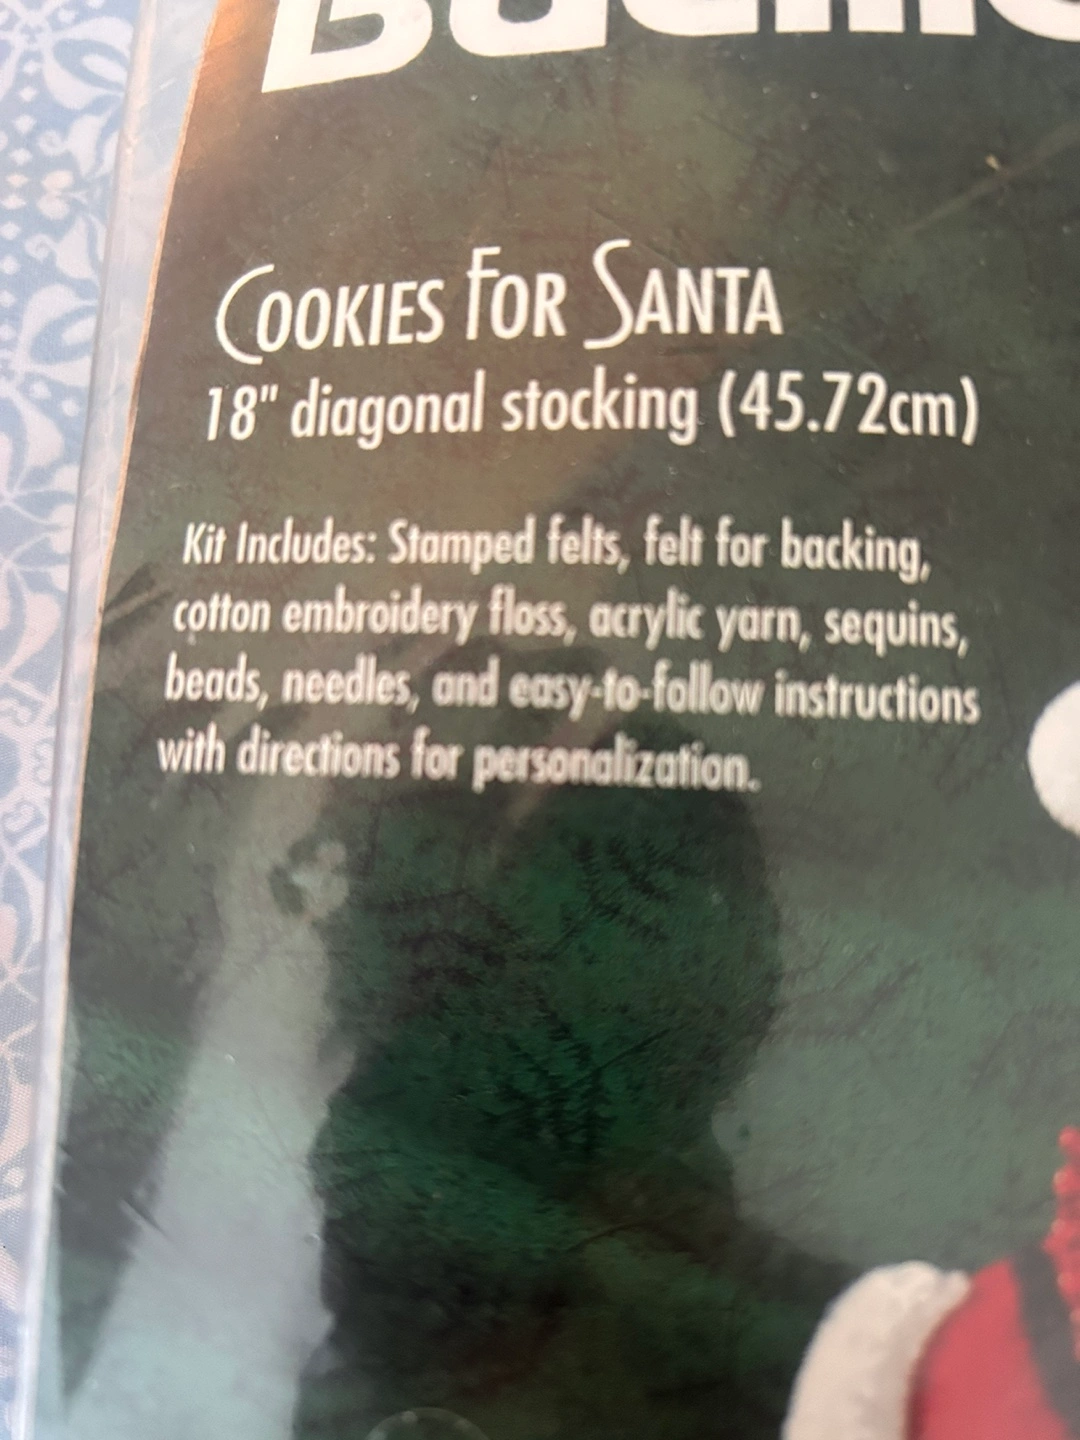 COOKIES FOR SANTA
18" diagonal stocking (45.72cm)
Kit Includes: Stamped felts, felt for backing,
cotton embroidery floss, acrylic yarn, sequins,
beads, needles, and easy-to-follow instructions
with directions for personalization.